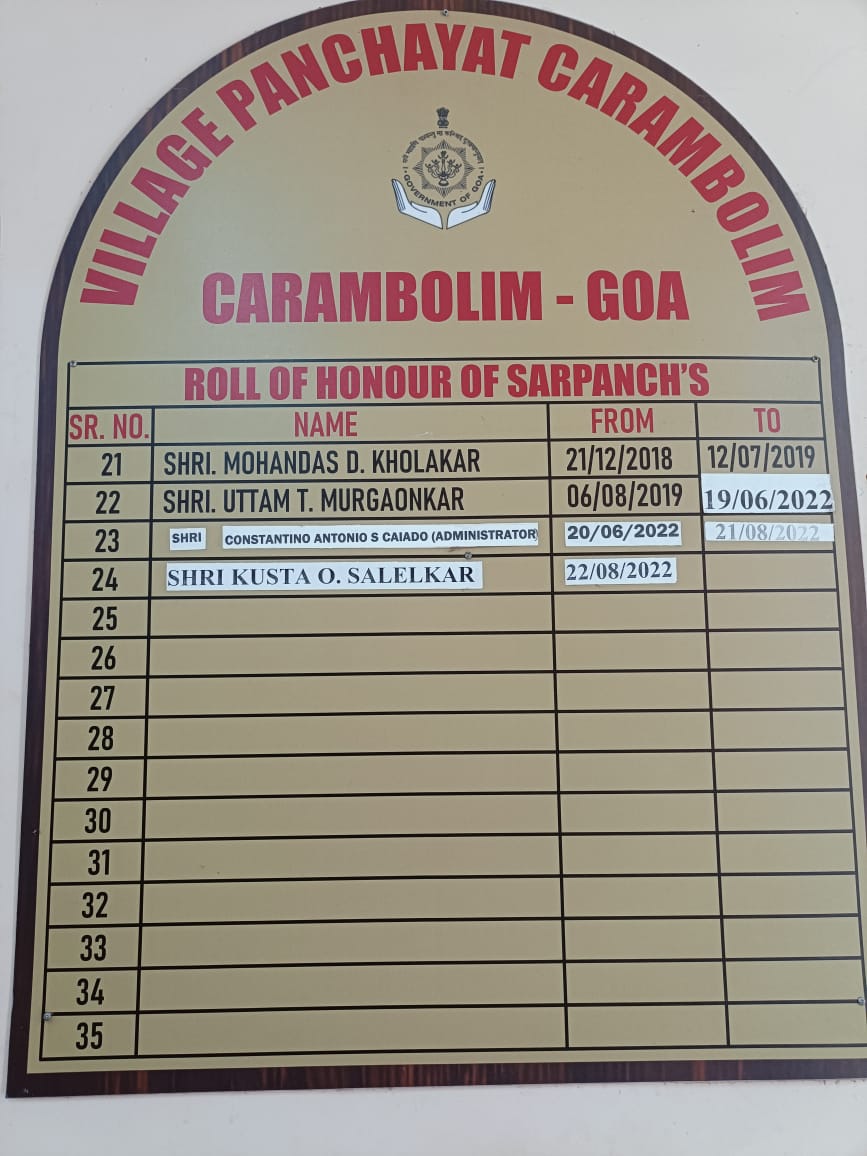 VILLAGE PANCHAYAT CARAMBOLIM
GOVERNMENT OF GOA
CARAMBOLIM - GOA
ROLL OF HONOUR OF SARPANCH'S
SR. NO. NAME FROM TO
21 SHRI. MOHANDAS D. KHOLAKAR 21/12/2018 12/07/2019
22 SHRI. UTTAM T. MURGAONKAR 06/08/2019 19/06/2022
23 SHRI CONSTANTINO ANTONIO S CAIADO (ADMINISTRATOR) 20/06/2022 21/08/2022
24 SHRI KUSTA O. SALELKAR 22/08/2022
25
26
27
28
29
30
31
32
33
34
35